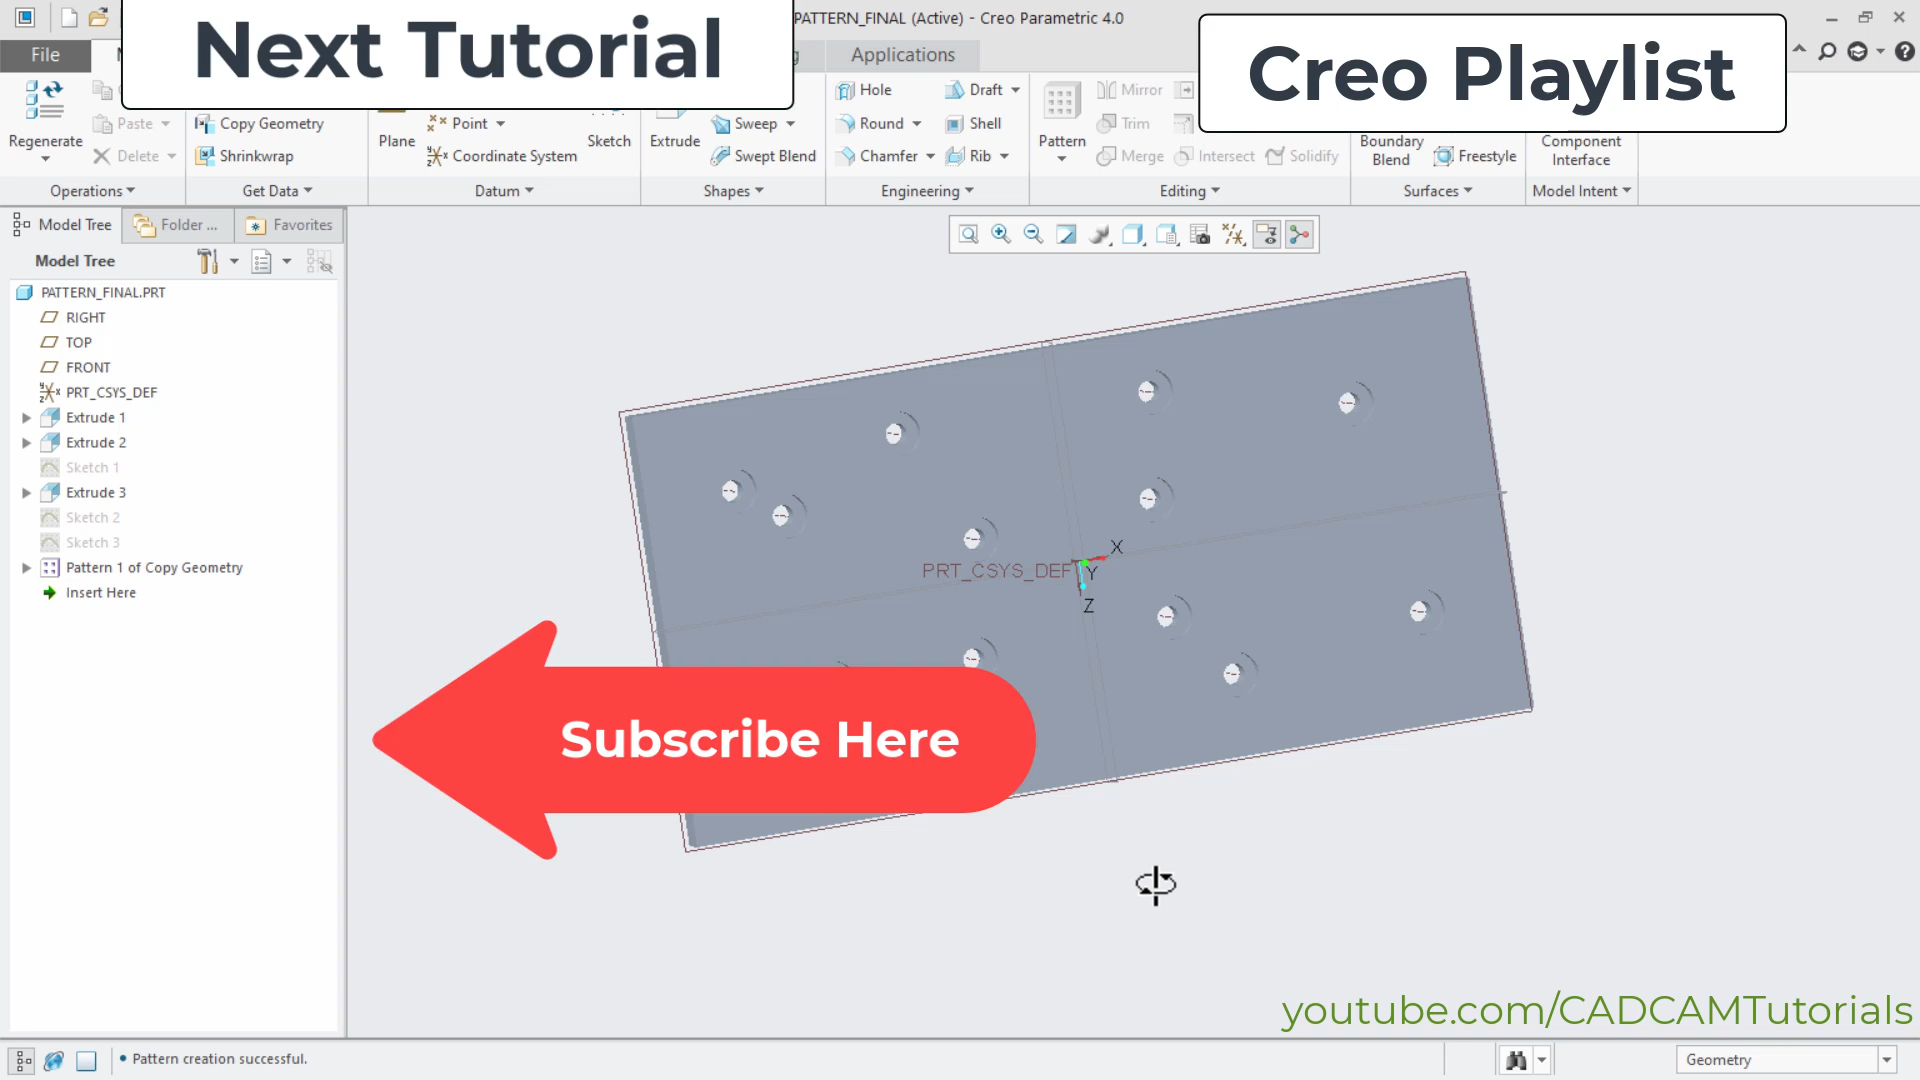 PATTERN_FINAL (Active) - Creo Parametric 4.0
Next Tutorial
Creo Playlist
File
Applications
Regenerate
Paste
Delete
Operations
Copy Geometry
Shrinkwrap
Get Data
Plane
Point
Coordinate System
Sketch
Datum
Extrude
Sweep
Swept Blend
Shapes
Hole
Draft
Round
Shell
Chamfer
Rib
Engineering
Pattern
Mirror
Trim
Merge
Intersect
Solidify
Editing
Boundary
Blend
Freestyle
Surfaces
Component
Interface
Model Intent
Model Tree
Folder ...
Favorites
Model Tree
PATTERN_FINAL.PRT
RIGHT
TOP
FRONT
PRT_CSYS_DEF
Extrude 1
Extrude 2
Sketch 1
Extrude 3
Sketch 2
Sketch 3
Pattern 1 of Copy Geometry
Insert Here
PRT_CSYS_DEF
X
Y
Z
Subscribe Here
youtube.com/CADCAMTutorials
Pattern creation successful.
Geometry